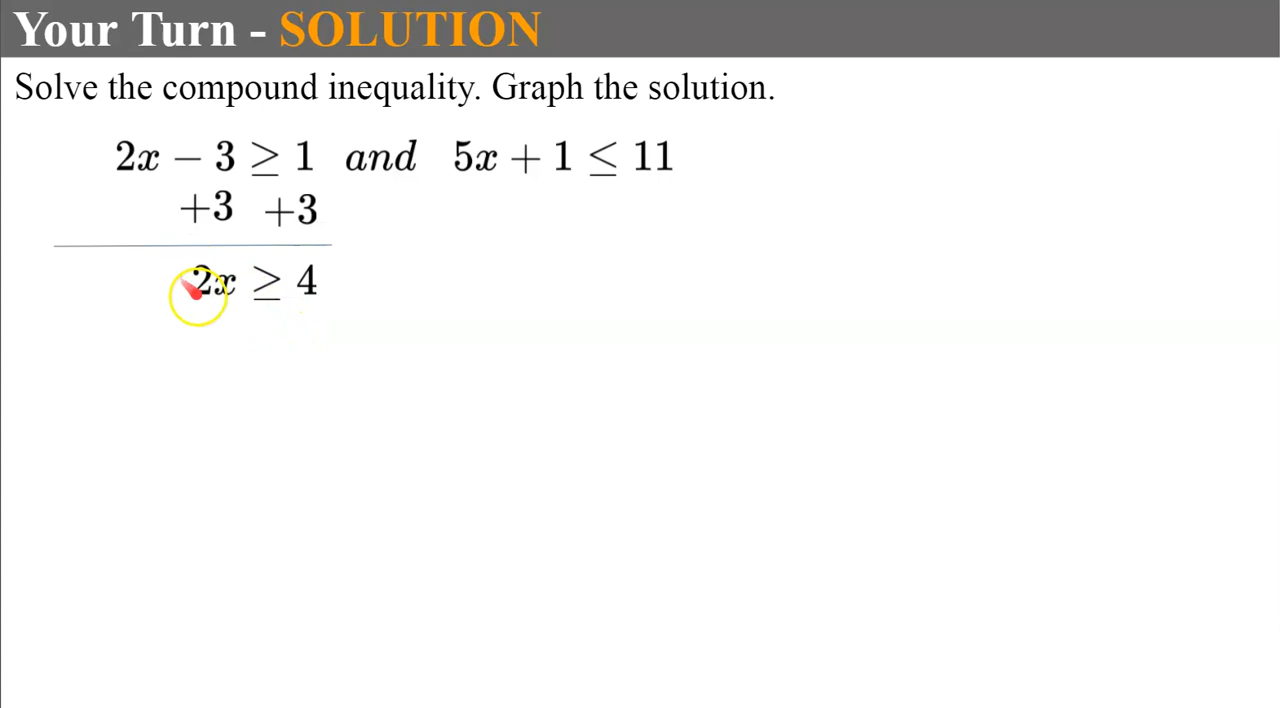 Your Turn - SOLUTION
Solve the compound inequality. Graph the solution.
2x − 3 ≥ 1 and 5x + 1 ≤ 11
+3 +3
2x ≥ 4